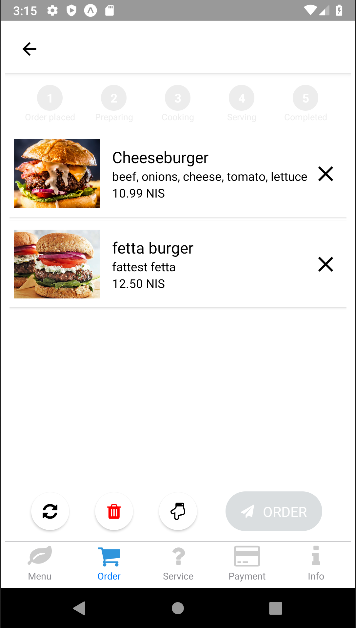 3:15
1 2 3 4 5
Order placed Preparing Cooking Serving Completed
Cheeseburger
beef, onions, cheese, tomato, lettuce
10.99 NIS
fetta burger
fattest fetta
12.50 NIS
ORDER
Menu Order Service Payment Info